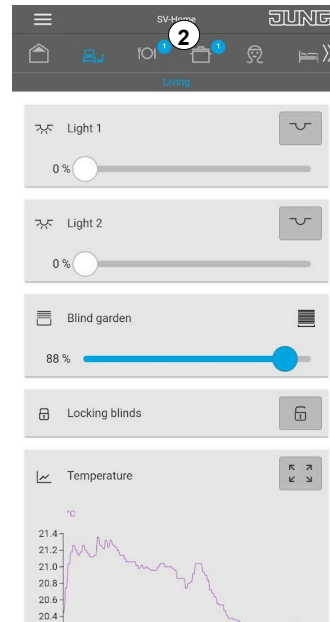 SV-Home
JUNG
2
1
1
Living
Light 1
0 %
Light 2
0 %
Blind garden
88 %
Locking blinds
Temperature
°C
21.4
21.2
21.0
20.8
20.6
20.4